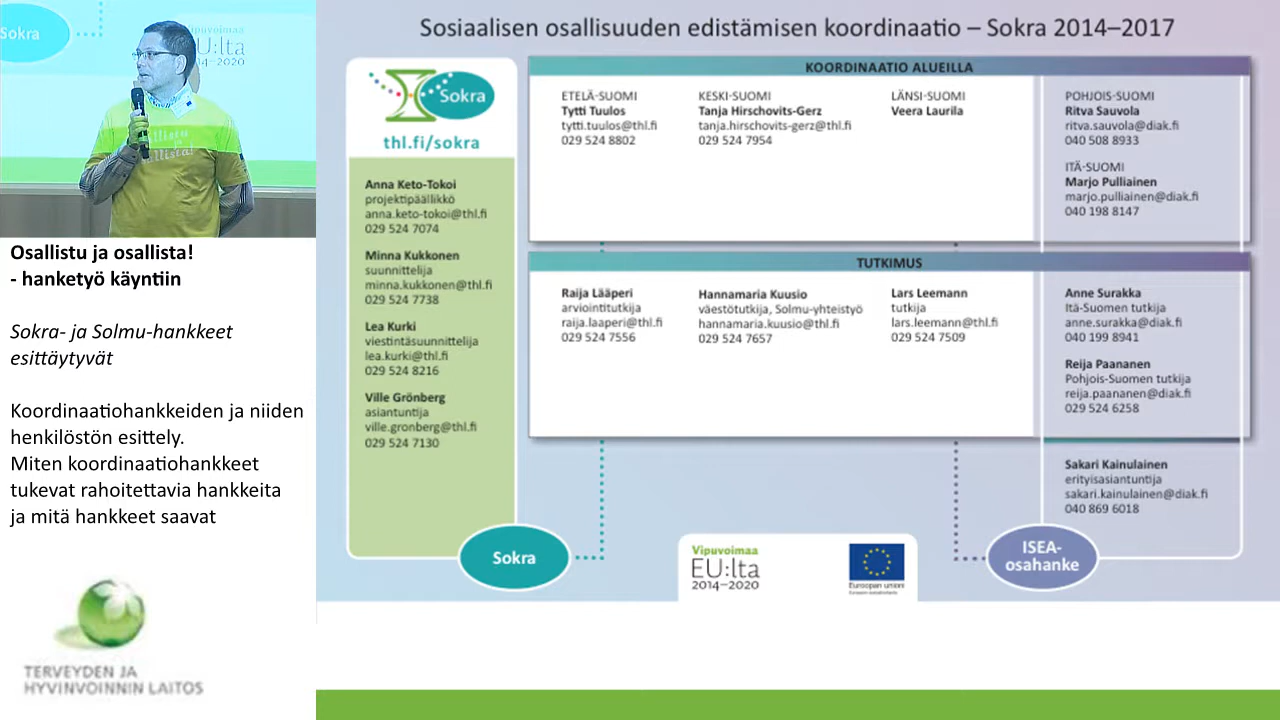 Sokra
Vipuvoimaa
EU:lta
2014–2020
Osallistu ja osallista!
- hanketyö käyntiin
Sokra- ja Solmu-hankkeet
esittäytyvät
Koordinaatiohankkeiden ja niiden
henkilöstön esittely.
Miten koordinaatiohankkeet
tukevat rahoitettavia hankkeita
ja mitä hankkeet saavat
TERVEYDEN JA
HYVINVOINNIN LAITOS
Sosiaalisen osallisuuden edistämisen koordinaatio – Sokra 2014–2017
Sokra
thl.fi/sokra
Anna Keto-Tokoi
projektipäällikkö
anna.keto-tokoi@thl.fi
029 524 7074
Minna Kukkonen
suunnittelija
minna.kukkonen@thl.fi
029 524 7738
Lea Kurki
viestintäsuunnittelija
lea.kurki@thl.fi
029 524 8216
Ville Grönberg
asiantuntija
ville.gronberg@thl.fi
029 524 7130
Sokra
KOORDINAATIO ALUEILLA
ETELÄ-SUOMI
Tytti Tuulos
tytti.tuulos@thl.fi
029 524 8802
KESKI-SUOMI
Tanja Hirschovits-Gerz
tanja.hirschovits-gerz@thl.fi
029 524 7954
LÄNSI-SUOMI
Veera Laurila
POHJOIS-SUOMI
Ritva Sauvola
ritva.sauvola@diak.fi
040 508 8933
ITÄ-SUOMI
Marjo Pulliainen
marjo.pulliainen@diak.fi
040 198 8147
TUTKIMUS
Raija Lääperi
arviointitutkija
raija.laaperi@thl.fi
029 524 7556
Hannamaria Kuusio
väestötutkija, Solmu-yhteistyö
hannamaria.kuusio@thl.fi
029 524 7657
Lars Leemann
tutkija
lars.leemann@thl.fi
029 524 7509
Anne Surakka
Itä-Suomen tutkija
anne.surakka@diak.fi
040 199 8941
Reija Paananen
Pohjois-Suomen tutkija
reija.paananen@diak.fi
029 524 6258
Sakari Kainulainen
erityisasiantuntija
sakari.kainulainen@diak.fi
040 869 6018
ISEA-
osahanke
Vipuvoimaa
EU:lta
2014–2020
Euroopan unioni